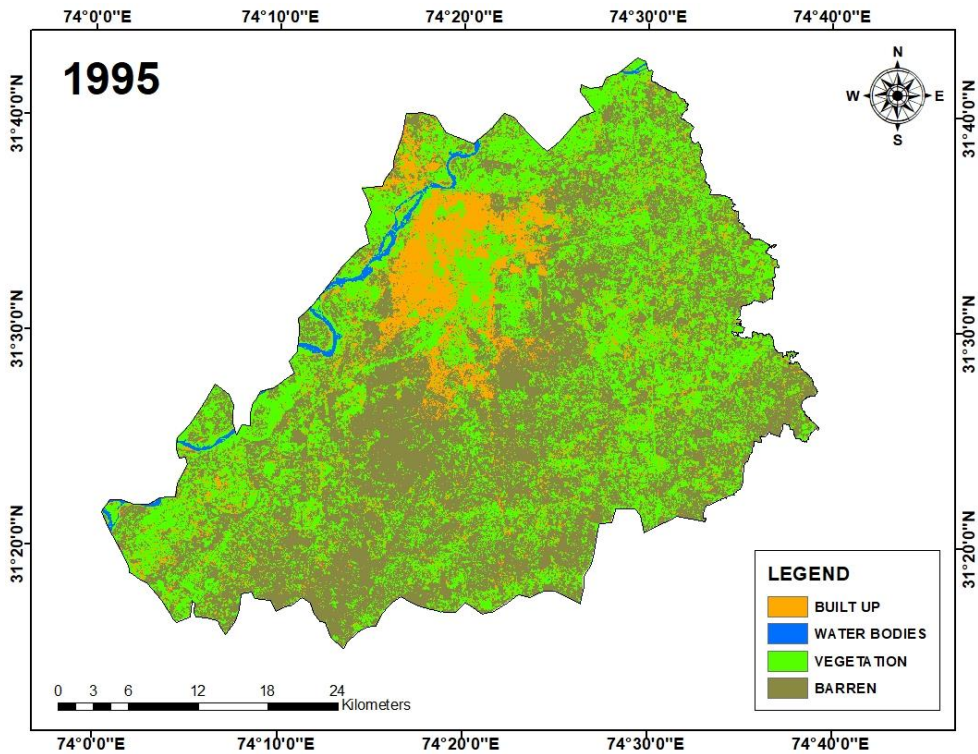 74°0'0"E 74°10'0"E 74°20'0"E 74°30'0"E 74°40'0"E
1995
N
W E
S
31°40'0"N 31°40'0"N
31°30'0"N 31°30'0"N
31°20'0"N 31°20'0"N
LEGEND
BUILT UP
WATER BODIES
VEGETATION
BARREN
0 3 6 12 18 24
Kilometers
74°0'0"E 74°10'0"E 74°20'0"E 74°30'0"E 74°40'0"E